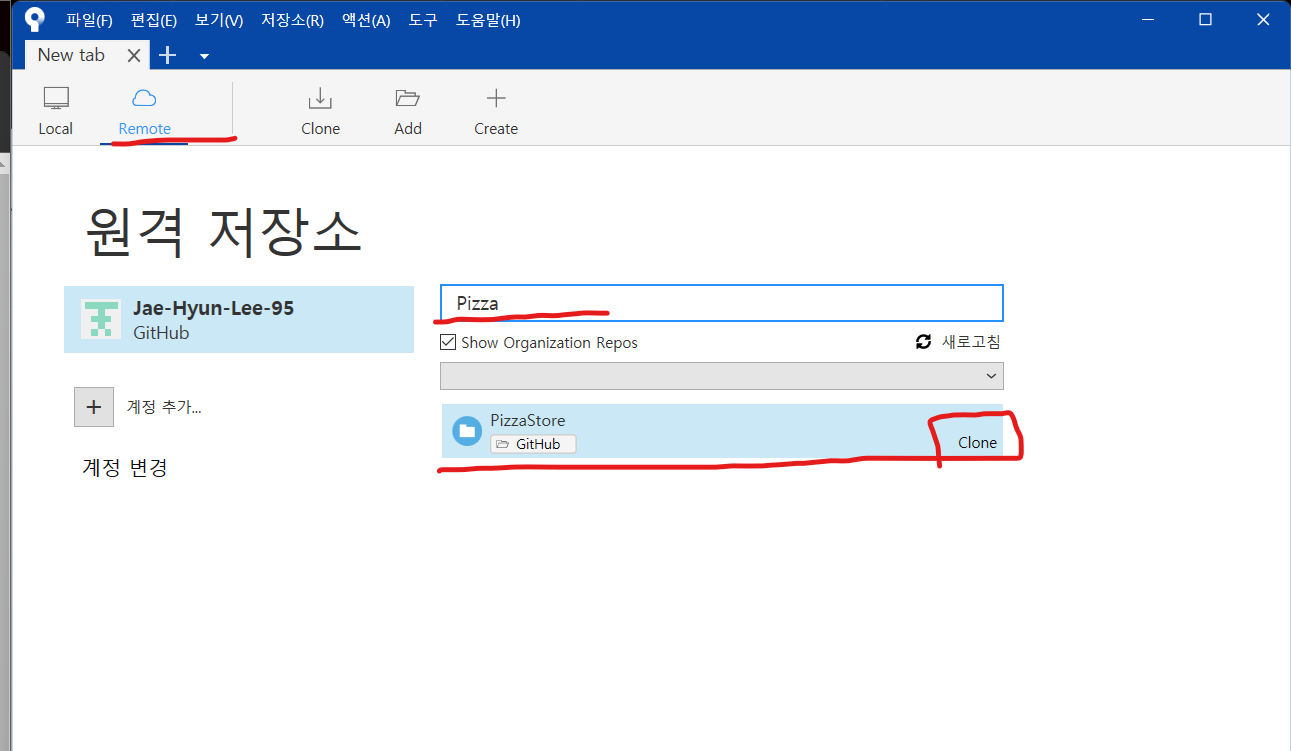 파일(F) 편집(E) 보기(V) 저장소(R) 액션(A) 도구 도움말(H)
New tab
Local Remote Clone Add Create
원격 저장소
Jae-Hyun-Lee-95
GitHub
계정 추가...
계정 변경
Pizza
Show Organization Repos 새로고침
PizzaStore
GitHub
Clone